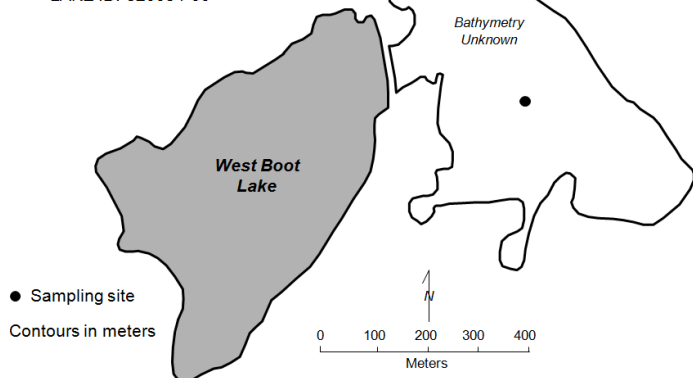 Bathymetry
Unknown
West Boot
Lake
Sampling site
Contours in meters
N
0 100 200 300 400
Meters